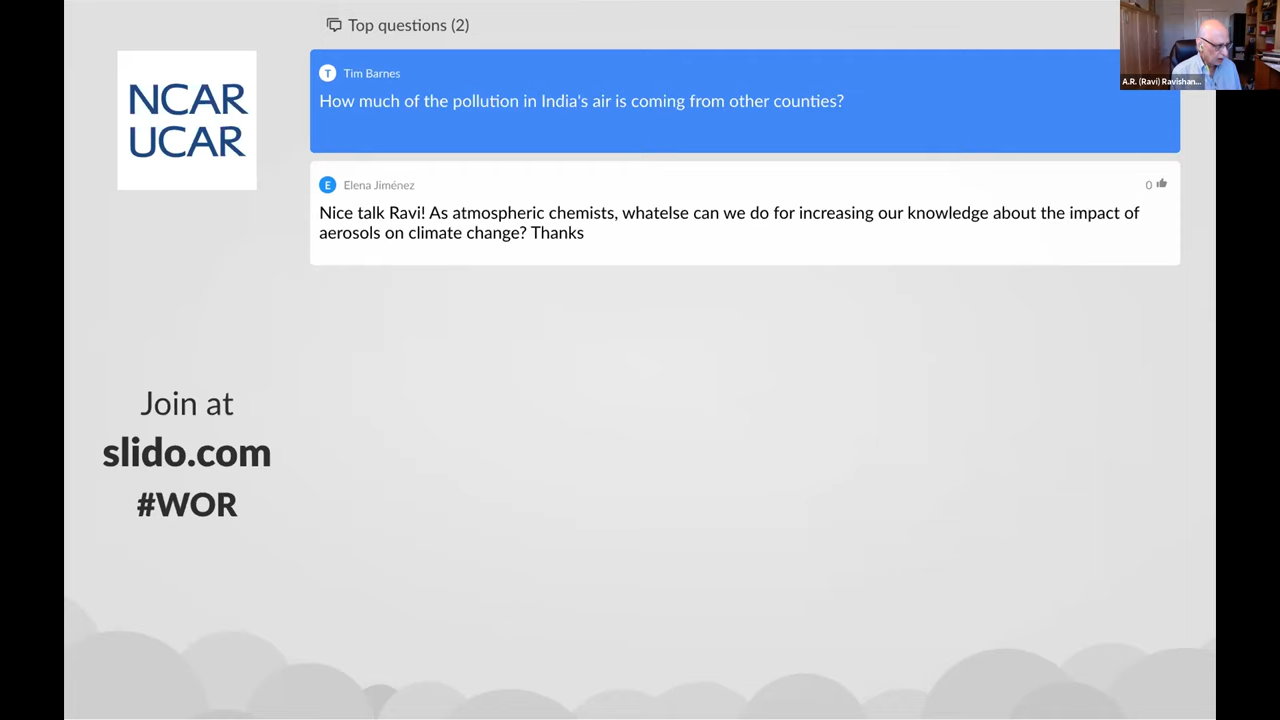 Top questions (2)
NCAR
UCAR
T Tim Barnes
How much of the pollution in India's air is coming from other counties?
E Elena Jiménez
0
Nice talk Ravi! As atmospheric chemists, whatelse can we do for increasing our knowledge about the impact of
aerosols on climate change? Thanks
Join at
slido.com
#WOR
A.R. (Ravi) Ravishan...